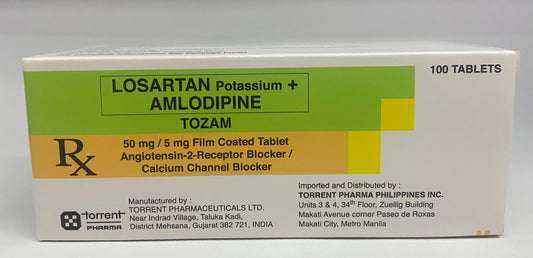 100 TABLETS
LOSARTAN Potassium +
AMLODIPINE
TOZAM
Rx
50 mg / 5 mg Film Coated Tablet
Angiotensin-2-Receptor Blocker /
Calcium Channel Blocker
torrent
PHARMA
Manufactured by :
TORRENT PHARMACEUTICALS LTD.
Near Indrad Village, Taluka Kadi,
District Mehsana, Gujarat 382 721, INDIA
Imported and Distributed by :
TORRENT PHARMA PHILIPPINES INC.
Units 3 & 4, 34th Floor, Zuellig Building
Makati Avenue corner Paseo de Roxas
Makati City, Metro Manila